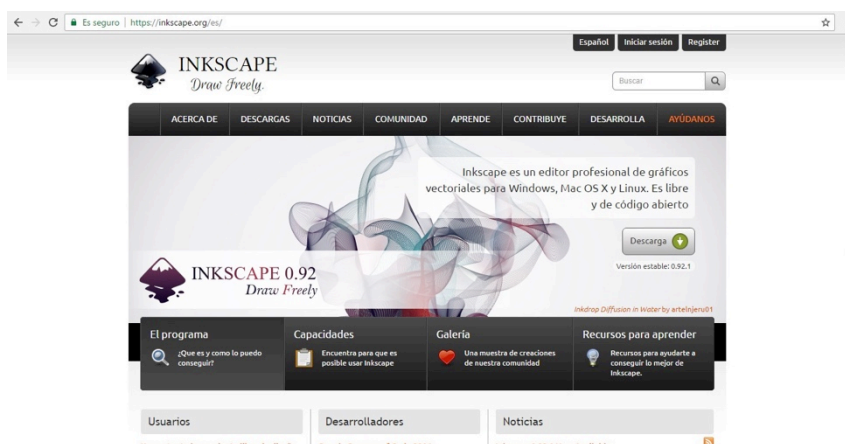 Es seguro | https://inkscape.org/es/
Español Iniciar sesión Register
INKSCAPE
Draw Freely.
Buscar
ACERCA DE DESCARGAS NOTICIAS COMUNIDAD APRENDE CONTRIBUYE DESARROLLA AYÚDANOS
Inkscape es un editor profesional de gráficos
vectoriales para Windows, Mac OS X y Linux. Es libre
y de código abierto
Descarga
Versión estable: 0.92.1
INKSCAPE 0.92
Draw Freely
Inkdrop Diffusion in Water by arteinjeru01
El programa
¿Que es y como lo puedo
conseguir?
Capacidades
Encuentra para que es
posible usar Inkscape
Galería
Una muestra de creaciones
de nuestra comunidad
Recursos para aprender
Recursos para ayudarte a
conseguir lo mejor de
Inkscape.
Usuarios Desarrolladores Noticias